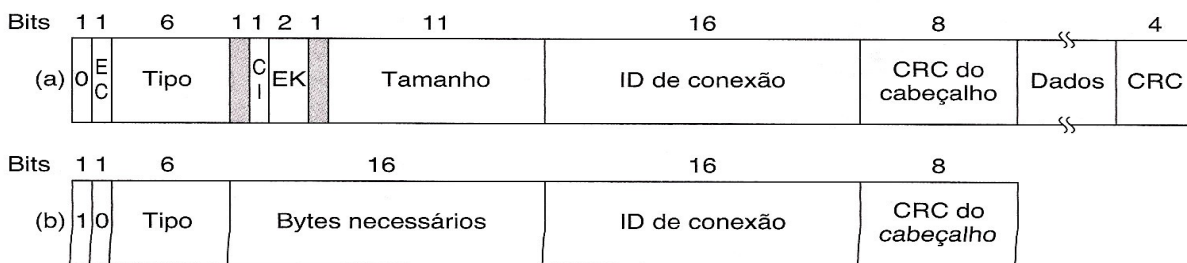 Bits 1 1 6 1 1 2 1 11 16 8 4
(a) 0 EC Tipo CI EK Tamanho ID de conexão CRC do cabeçalho Dados CRC
Bits 1 1 6 16 16 8
(b) 1 0 Tipo Bytes necessários ID de conexão CRC do cabeçalho